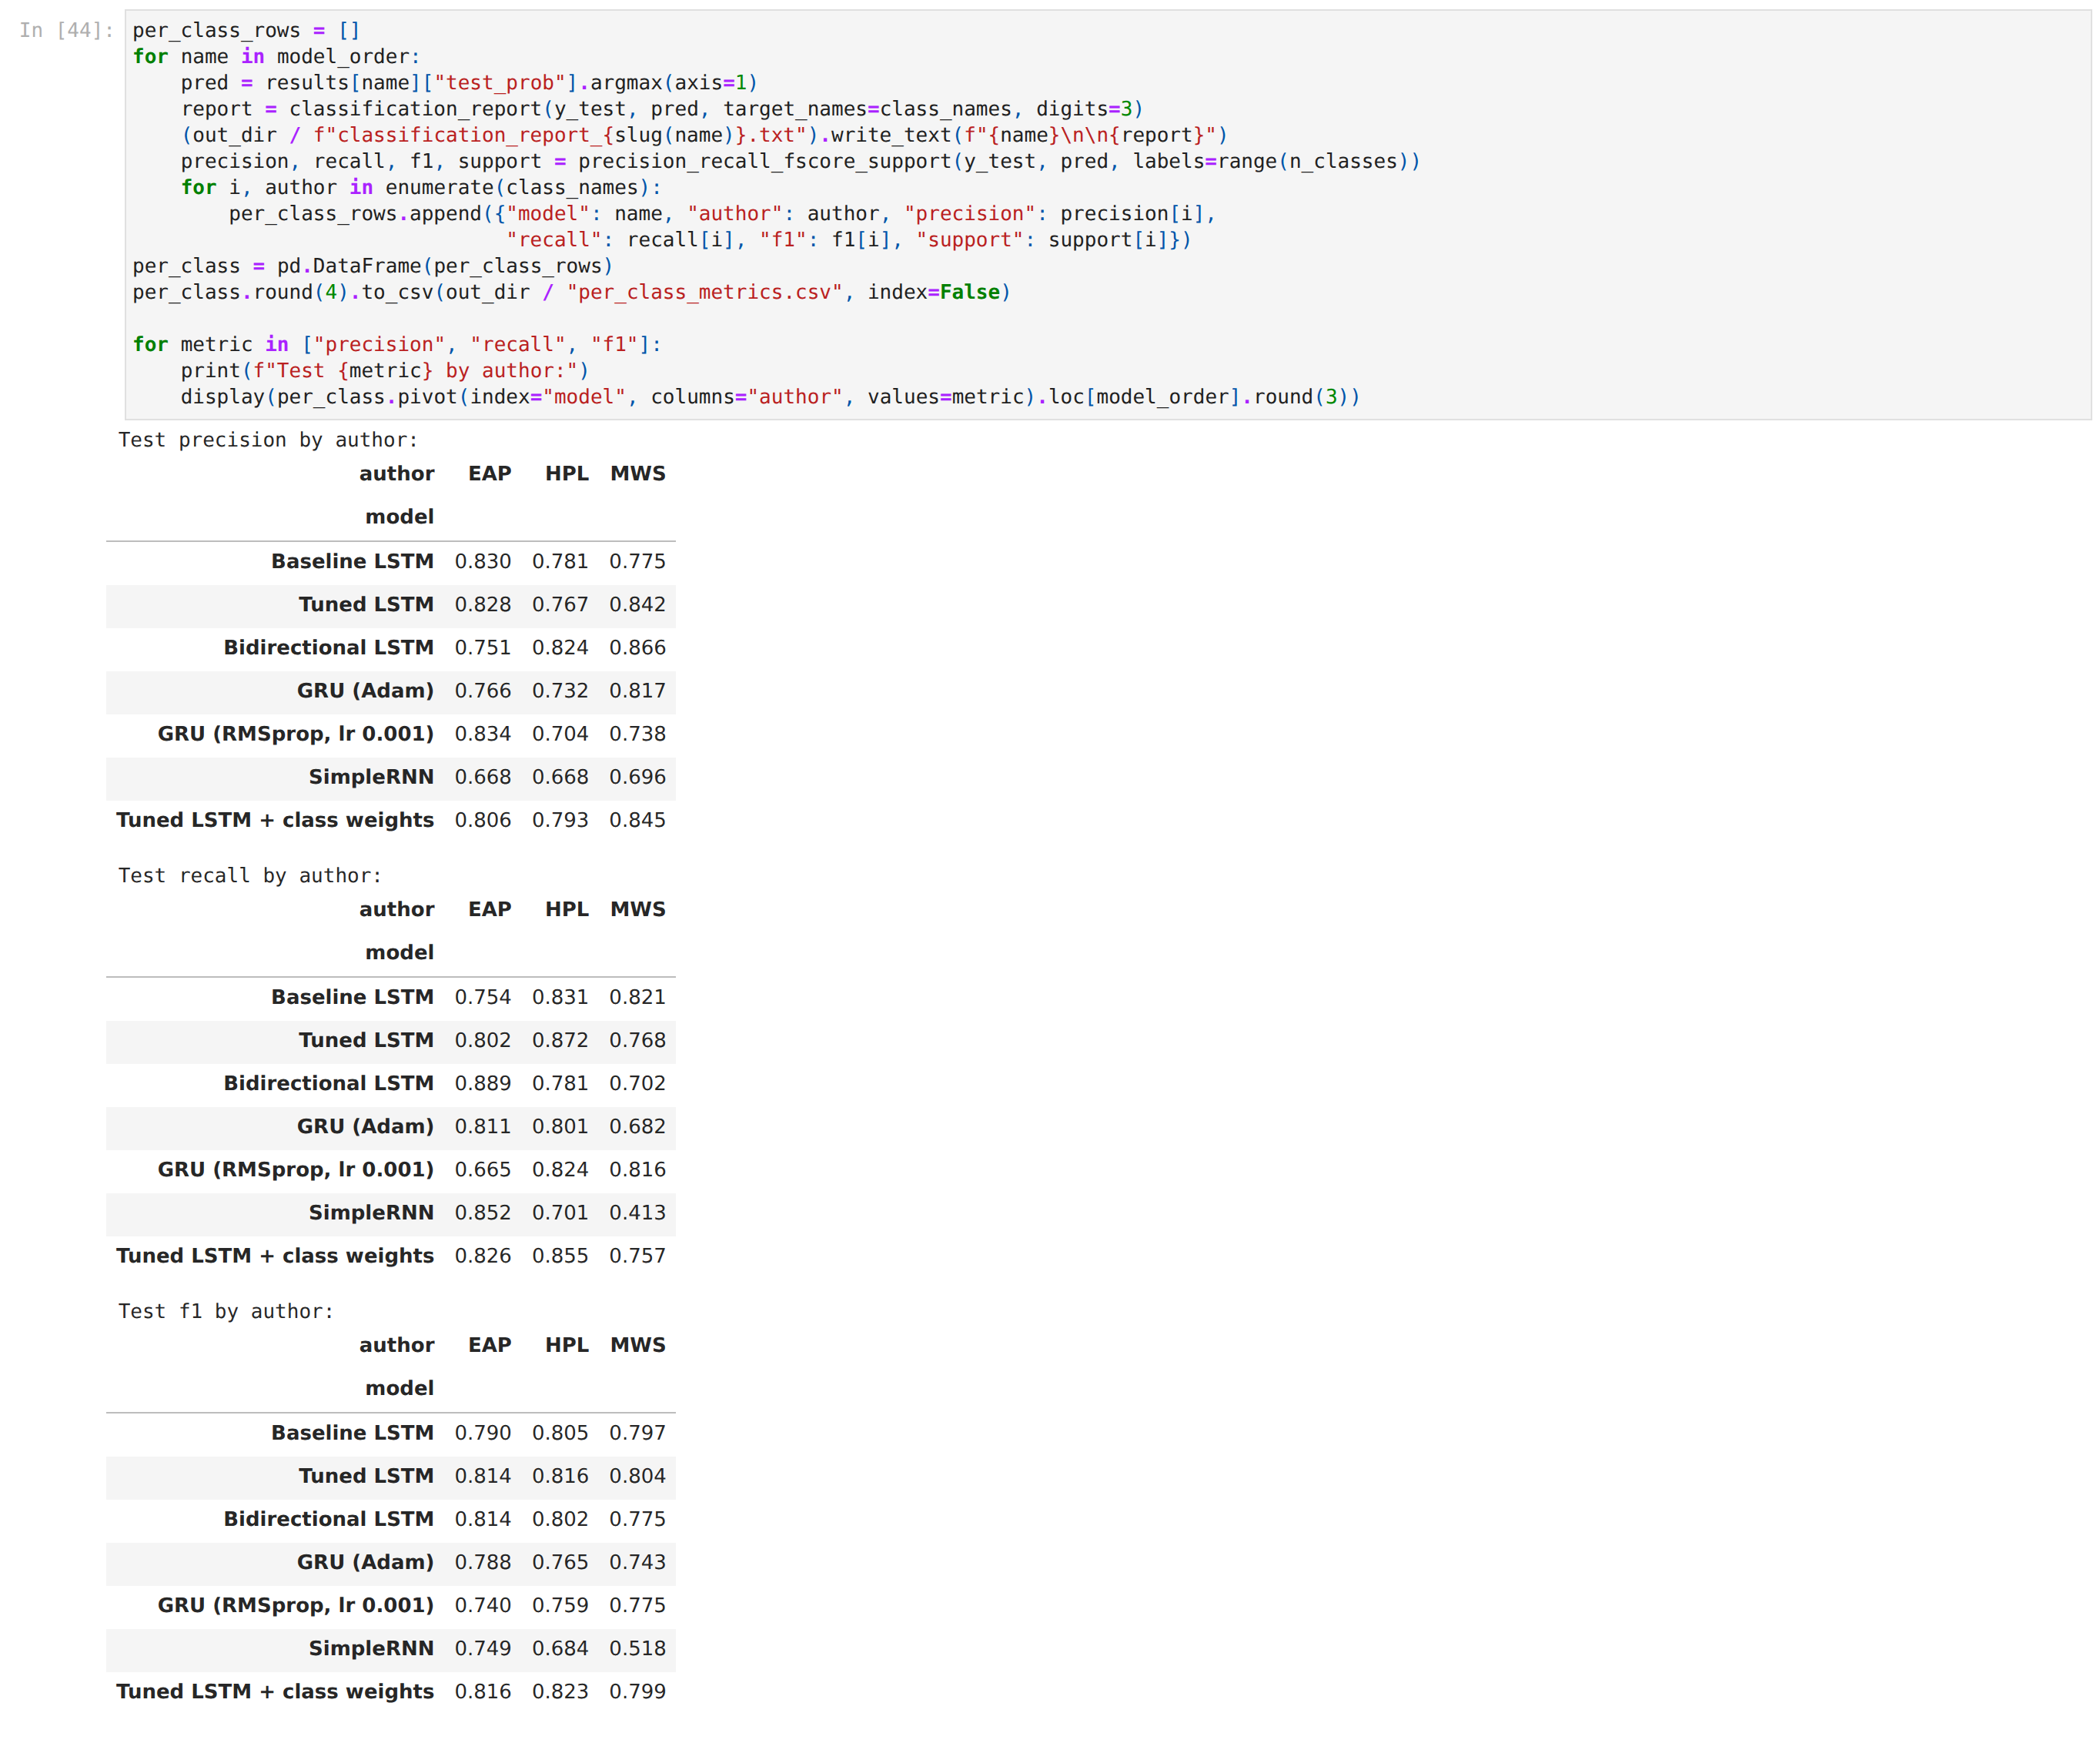 In [44]:
per_class_rows = []
for name in model_order:
    pred = results[name]["test_prob"].argmax(axis=1)
    report = classification_report(y_test, pred, target_names=class_names, digits=3)
    (out_dir / f"classification_report_{slug(name)}.txt").write_text(f"{name}\n\n{report}")
    precision, recall, f1, support = precision_recall_fscore_support(y_test, pred, labels=range(n_classes))
    for i, author in enumerate(class_names):
        per_class_rows.append({"model": name, "author": author, "precision": precision[i],
                               "recall": recall[i], "f1": f1[i], "support": support[i]})
per_class = pd.DataFrame(per_class_rows)
per_class.round(4).to_csv(out_dir / "per_class_metrics.csv", index=False)

for metric in ["precision", "recall", "f1"]:
    print(f"Test {metric} by author:")
    display(per_class.pivot(index="model", columns="author", values=metric).loc[model_order].round(3))
Test precision by author:
author EAP HPL MWS
model
Baseline LSTM 0.830 0.781 0.775
Tuned LSTM 0.828 0.767 0.842
Bidirectional LSTM 0.751 0.824 0.866
GRU (Adam) 0.766 0.732 0.817
GRU (RMSprop, lr 0.001) 0.834 0.704 0.738
SimpleRNN 0.668 0.668 0.696
Tuned LSTM + class weights 0.806 0.793 0.845
Test recall by author:
author EAP HPL MWS
model
Baseline LSTM 0.754 0.831 0.821
Tuned LSTM 0.802 0.872 0.768
Bidirectional LSTM 0.889 0.781 0.702
GRU (Adam) 0.811 0.801 0.682
GRU (RMSprop, lr 0.001) 0.665 0.824 0.816
SimpleRNN 0.852 0.701 0.413
Tuned LSTM + class weights 0.826 0.855 0.757
Test f1 by author:
author EAP HPL MWS
model
Baseline LSTM 0.790 0.805 0.797
Tuned LSTM 0.814 0.816 0.804
Bidirectional LSTM 0.814 0.802 0.775
GRU (Adam) 0.788 0.765 0.743
GRU (RMSprop, lr 0.001) 0.740 0.759 0.775
SimpleRNN 0.749 0.684 0.518
Tuned LSTM + class weights 0.816 0.823 0.799